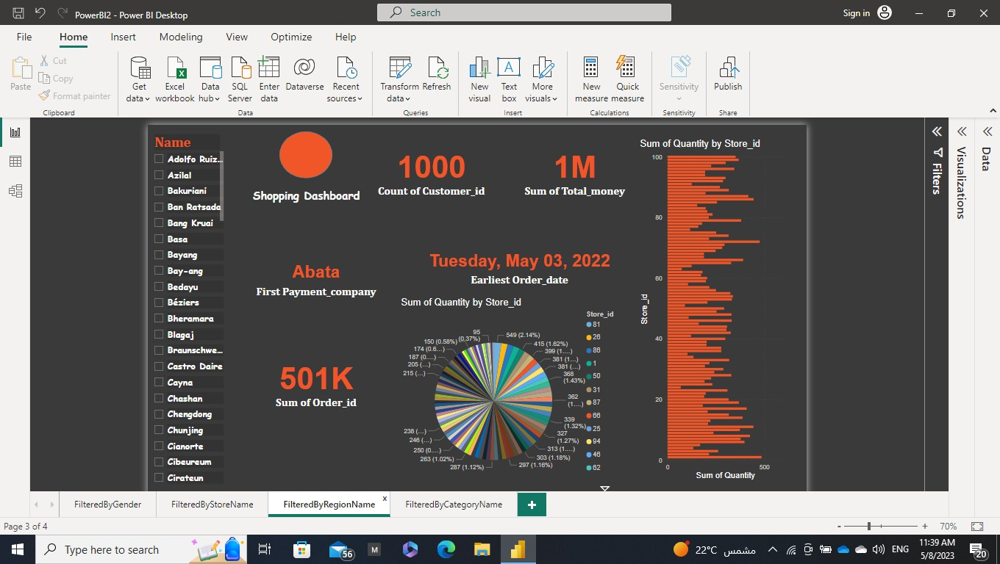 PowerBI2 - Power BI Desktop
Search
Sign in
File Home Insert Modeling View Optimize Help
Paste
Cut
Copy
Format painter
Clipboard
Get data
Excel workbook
Data hub
SQL Server
Enter data
Dataverse
Recent sources
Data
Transform data
Refresh
Queries
New visual
Text box
More visuals
Insert
New measure
Quick measure
Calculations
Sensitivity
Sensitivity
Publish
Share
Name
Adolfo Ruiz...
Azilal
Bakuriani
Ban Ratsada
Bang Kruai
Basa
Bayang
Bay-ang
Bedayu
Béziers
Bheramara
Blagaj
Braunschwe...
Castro Daire
Cayna
Chashan
Chengdong
Chunjing
Cianorte
Cibeureum
Cirateun
Shopping Dashboard
1000
Count of Customer_id
1M
Sum of Total_money
Abata
First Payment_company
Tuesday, May 03, 2022
Earliest Order_date
501K
Sum of Order_id
Sum of Quantity by Store_id
95
(0.37%)
150 (0.58%)
174 (0.6...)
187 (0....)
205 (...)
215 (...)
238 (...)
246 (...)
250 (0....)
263 (1.02%)
287 (1.12%)
549 (2.14%)
415 (1.62%)
399 (1....)
381 (1...)
381 (...)
368
(1.43%)
362
(1....)
339
(1.32%)
327
(1.27%)
313 (1....)
303 (1.18%)
297 (1.16%)
Store_id
81
26
86
1
50
31
87
66
25
94
46
62
Sum of Quantity by Store_id
100
80
60
40
20
0
Store_id
0 500
Sum of Quantity
Filters
Visualizations
Data
FilteredByGender
FilteredByStoreName
FilteredByRegionName x
FilteredByCategoryName
+
Page 3 of 4
- + 70%
Type here to search
56
M
22°C مشمس
ENG
11:39 AM
5/8/2023
20